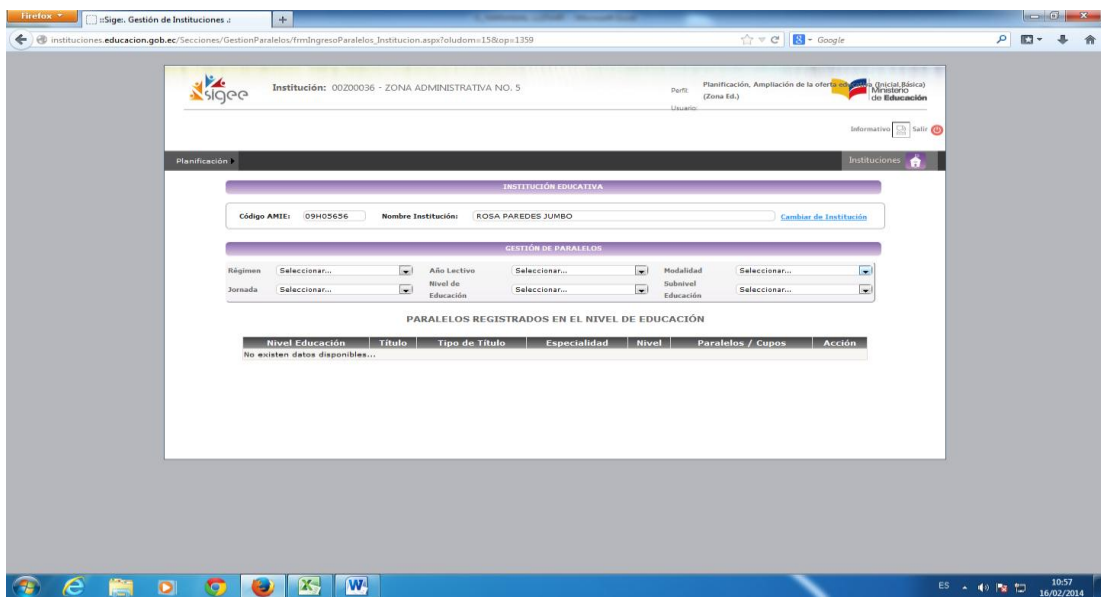 Firefox
::Sige:. Gestión de Instituciones .:
instituciones.educacion.gob.ec/Secciones/GestionParalelos/frmIngresoParalelos_Institucion.aspx?oludom=15&op=1359
Google
sigee
Institución: 00Z00036 - ZONA ADMINISTRATIVA NO. 5
Perfil:
Planificación, Ampliación de la oferta educativa (Inicial,Básica)
(Zona Ed.)
Usuario:
Ministerio
de Educación
Informativo
Salir
Planificación
Instituciones
INSTITUCIÓN EDUCATIVA
Código AMIE: 09H05656 Nombre Institución: ROSA PAREDES JUMBO Cambiar de Institución
GESTIÓN DE PARALELOS
Régimen Seleccionar... Año Lectivo Seleccionar... Modalidad Seleccionar...
Jornada Seleccionar... Nivel de Educación Seleccionar... Subnivel Educación Seleccionar...
PARALELOS REGISTRADOS EN EL NIVEL DE EDUCACIÓN
Nivel Educación Título Tipo de Título Especialidad Nivel Paralelos / Cupos Acción
No existen datos disponibles...
ES
10:57
16/02/2014